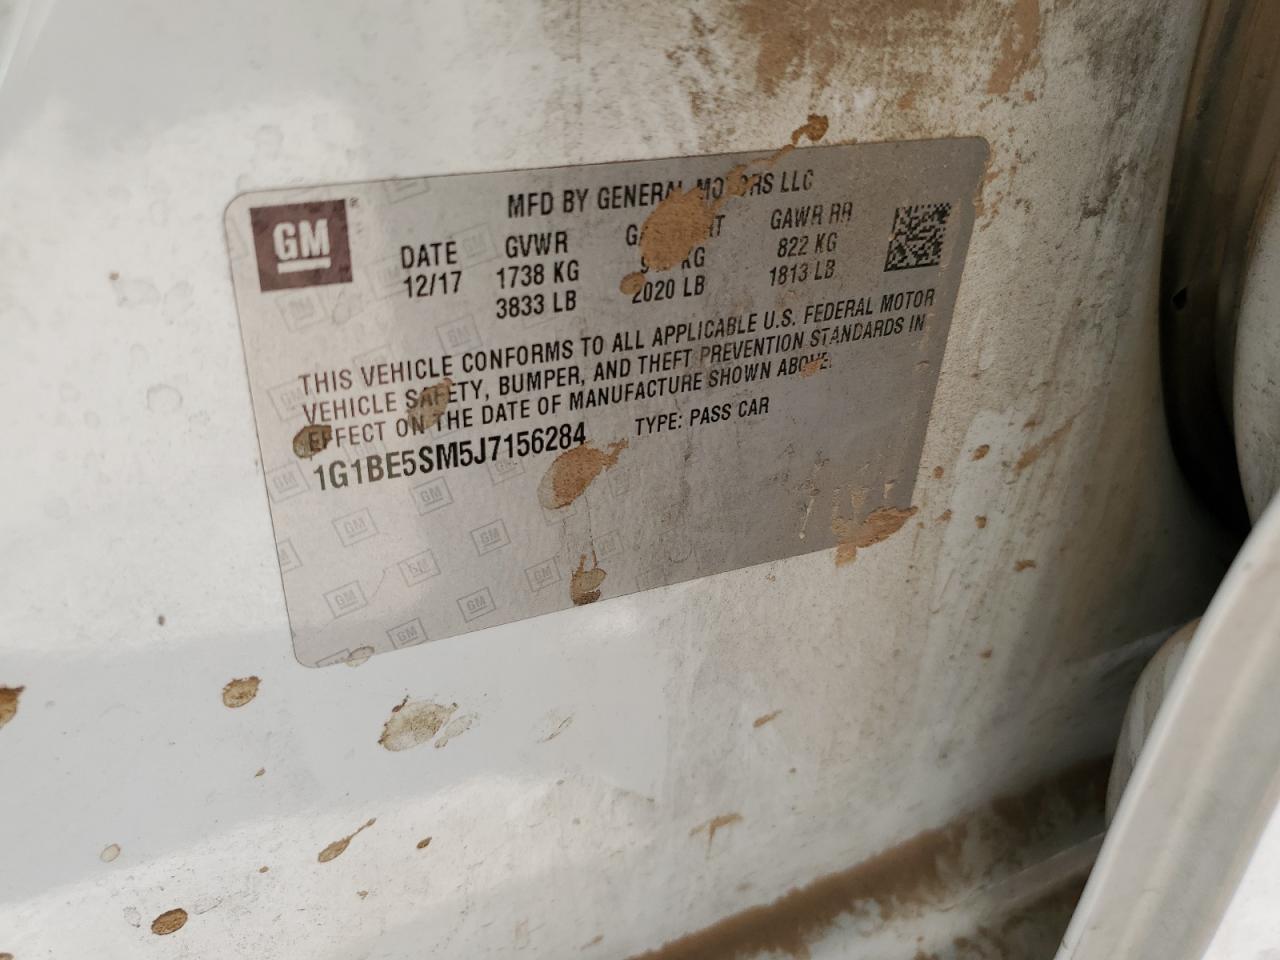 GM®
MFD BY GENERAL MOTORS LLC
DATE GVWR GAWR RR
12/17 1738 KG KG 822 KG
3833 LB 2020 LB 1813 LB
THIS VEHICLE CONFORMS TO ALL APPLICABLE U.S. FEDERAL MOTOR
VEHICLE SAFETY, BUMPER, AND THEFT PREVENTION STANDARDS IN
EFFECT ON THE DATE OF MANUFACTURE SHOWN ABOVE.
1G1BE5SM5J7156284 TYPE: PASS CAR